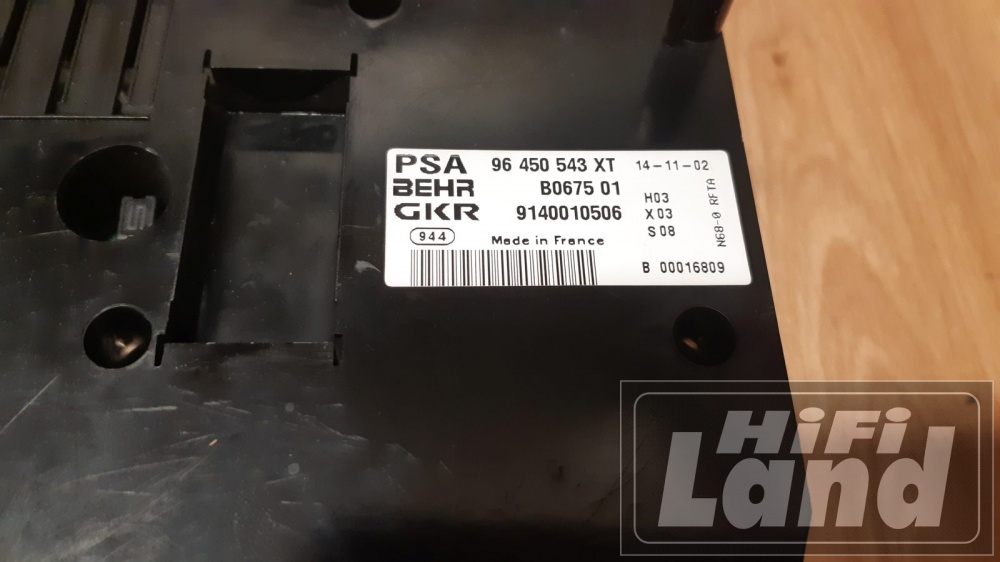 PSA 96 450 543 XT 14-11-02
BEHR B0675 01
GKR 9140010506
H03
X03
S08
N68-0 RFTA
944 Made in France
B 00016809
HiFi
Land